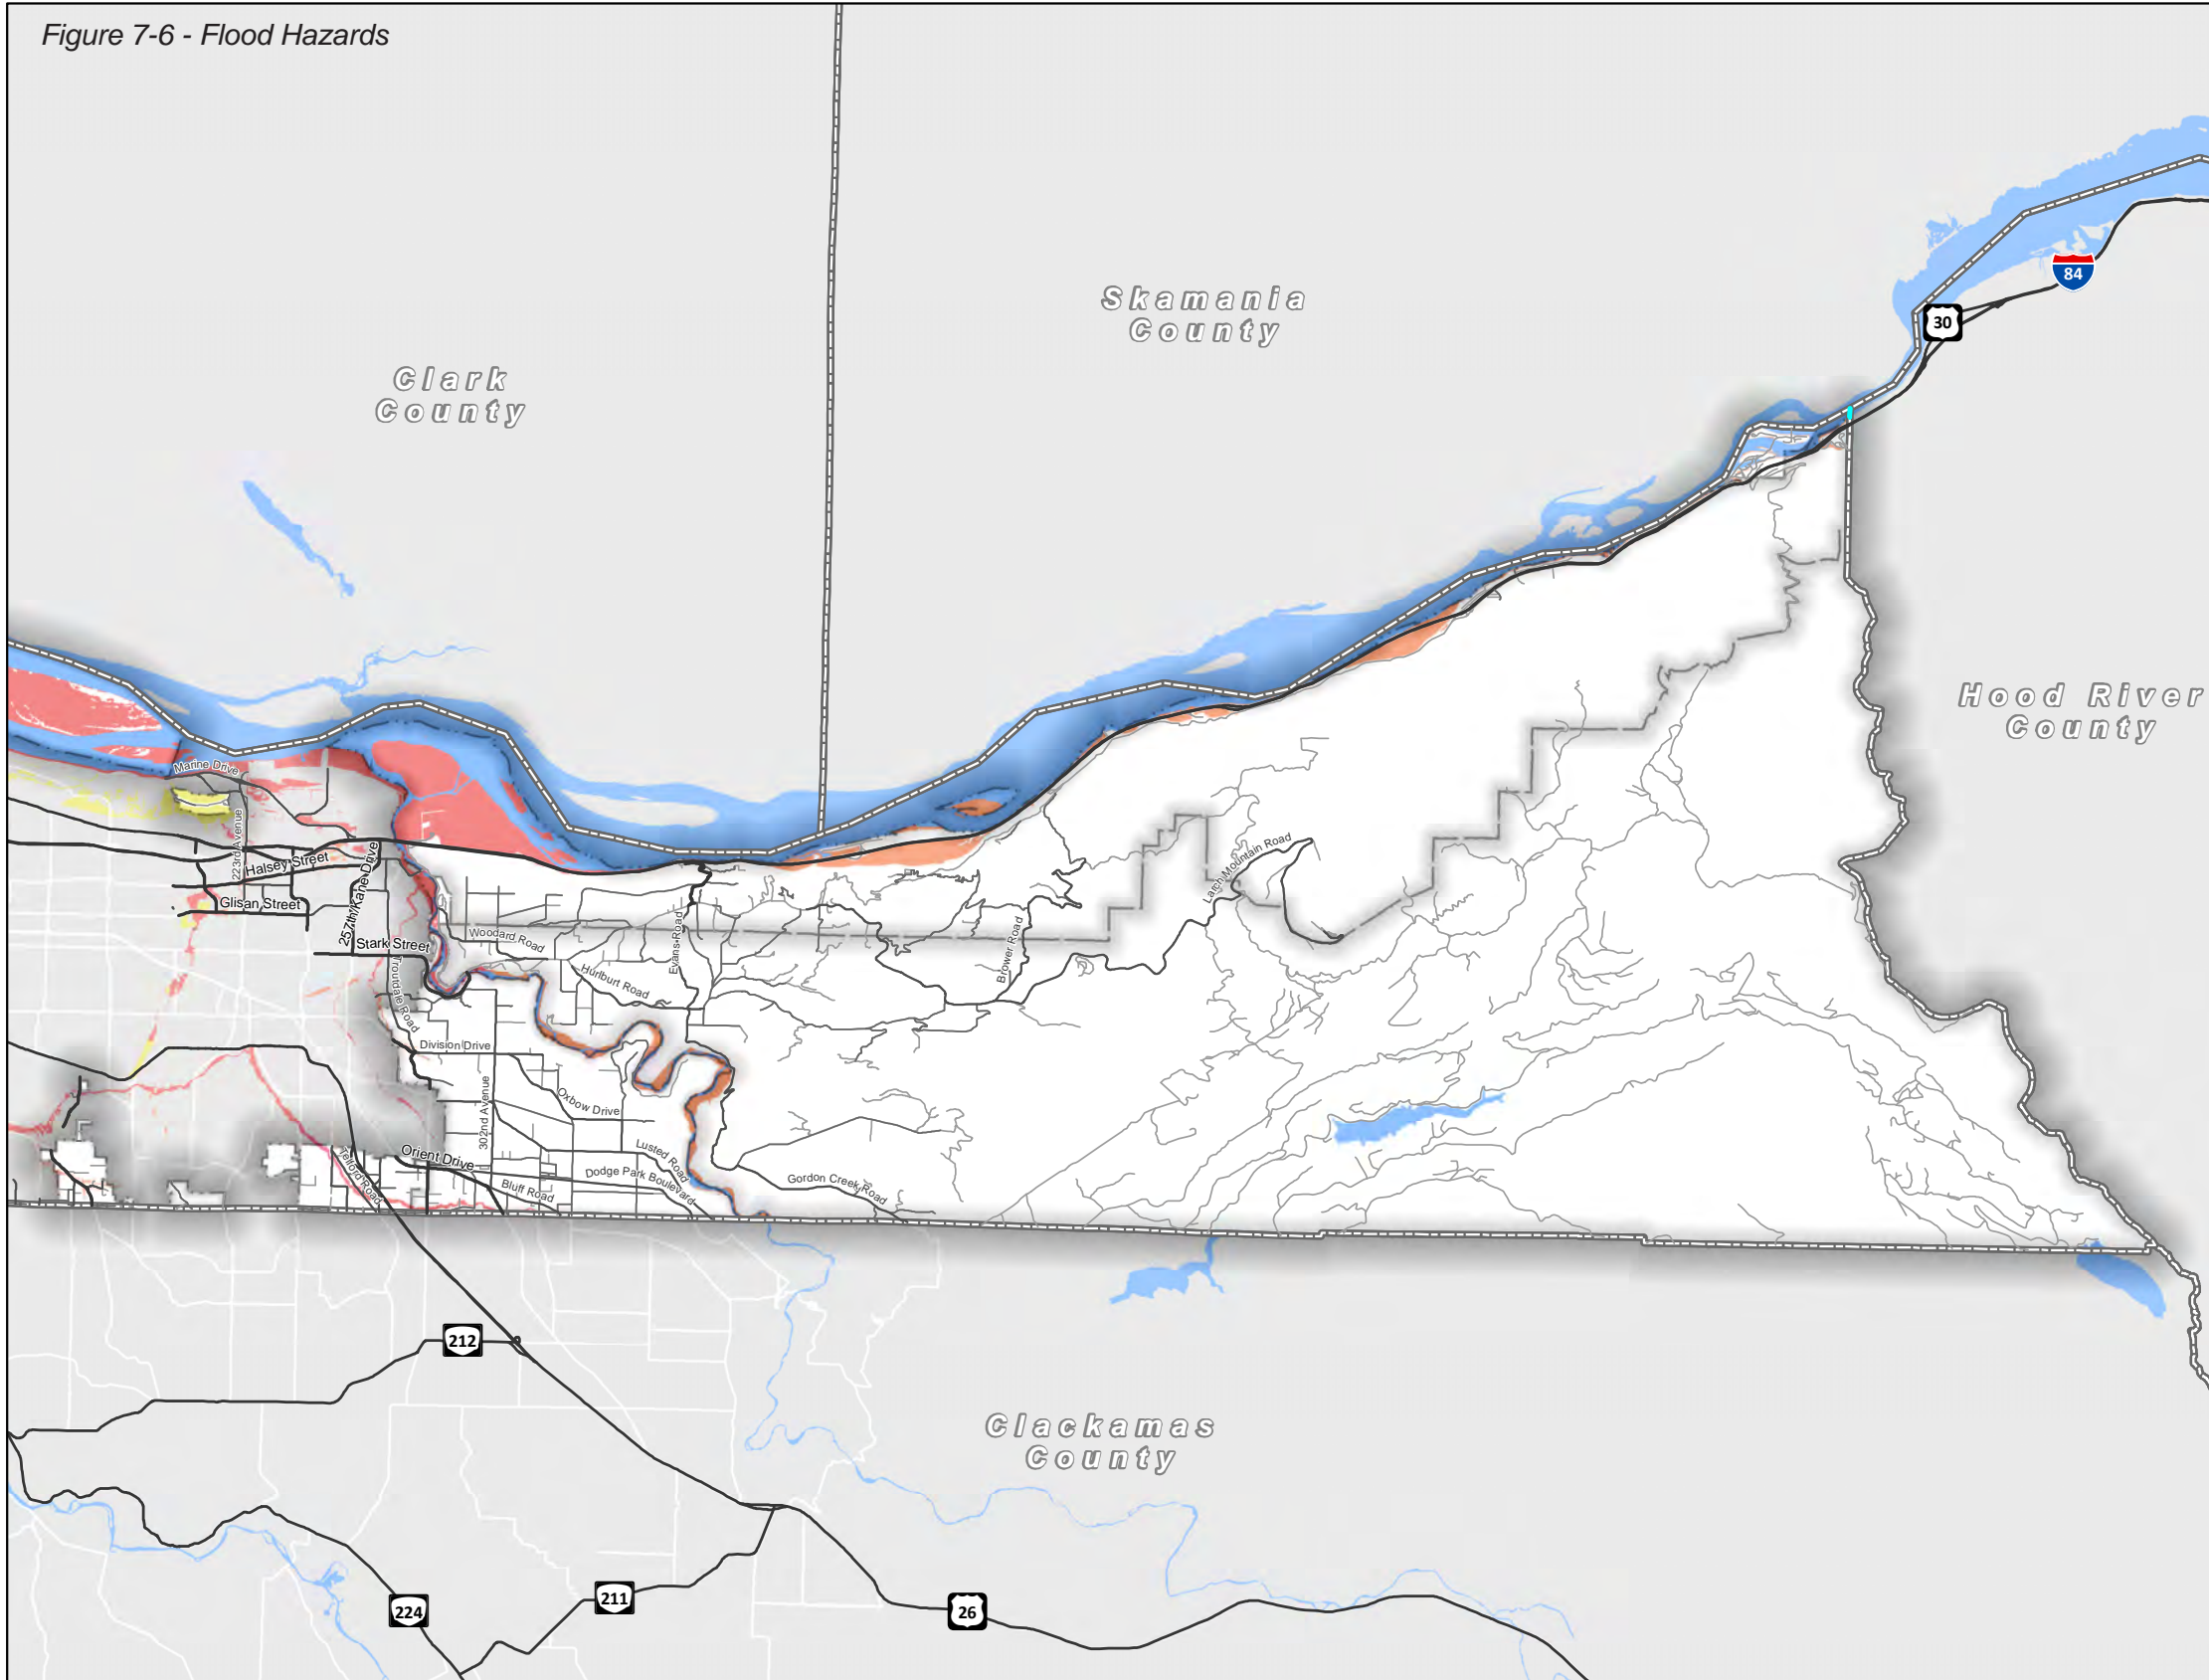 Figure 7-6 - Flood Hazards
84
Skamania
County
30
Clark
County
Hood River
County
Marine Drive
223rd Avenue
Halsey Street
257th/Kane Drive
Larch Mountain Road
Glisan Street
Stark Street
Woodard Road
Evans Road
Brower Road
Hurlburt Road
Troutdale Road
Division Drive
302nd Avenue
Oxbow Drive
Lusted Road
Orient Drive
Telford Road
Dodge Park Boulevard
Bluff Road
Gordon Creek Road
212
Clackamas
County
224
211
26